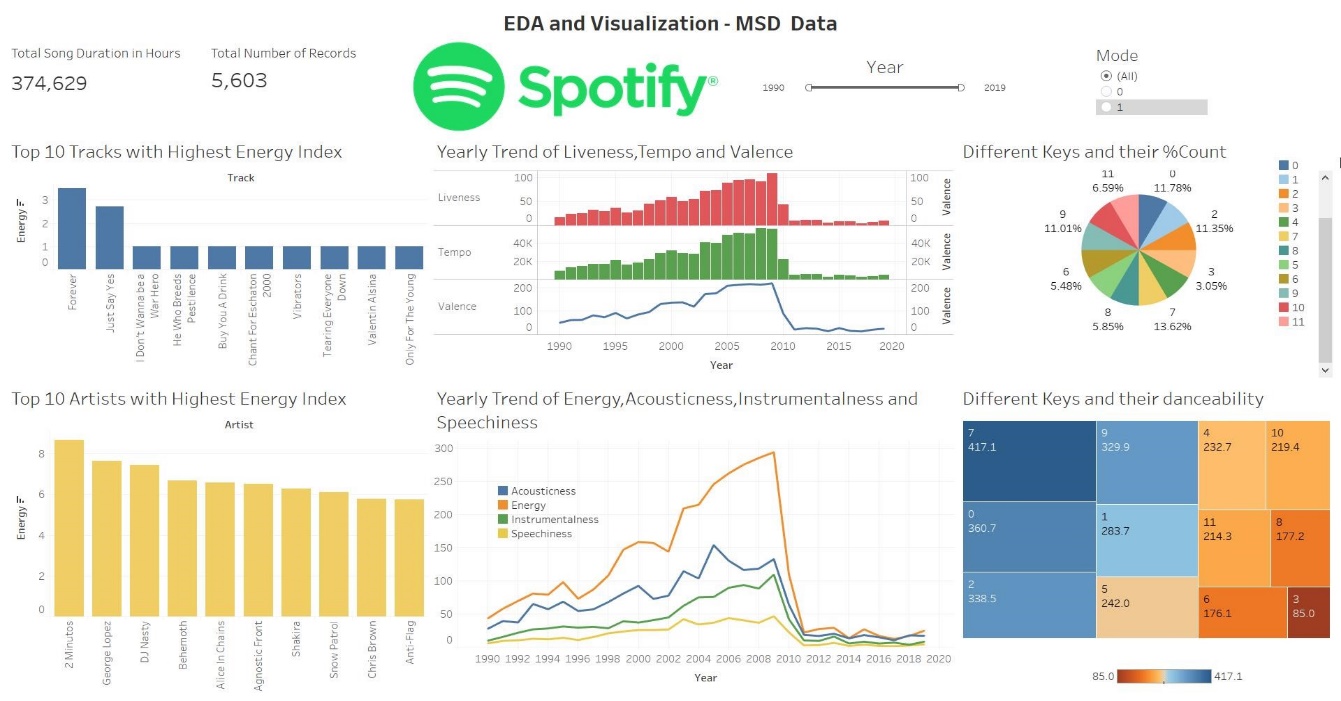 EDA and Visualization - MSD Data
Total Song Duration in Hours
374,629
Total Number of Records
5,603
Spotify®
Year
1990
2019
Mode
(All)
0
1
Top 10 Tracks with Highest Energy Index
Track
Energy
3
2
1
0
Forever
Just Say Yes
I Don't Wanna be a
War Hero
He Who Breeds
Pestilence
Buy You A Drink
Chant For Eschaton
2000
Vibrators
Tearing Everyone
Down
Valentin Alsina
Only For The Young
Yearly Trend of Liveness,Tempo and Valence
Liveness
100
50
0
100
50
0
Valence
Tempo
40K
20K
40K
20K
Valence
Valence
200
100
0
200
100
0
Valence
1990
1995
2000
2005
2010
2015
2020
Year
Different Keys and their %Count
11
6.59%
0
11.78%
9
11.01%
2
11.35%
6
5.48%
3
3.05%
8
5.85%
7
13.62%
0
1
2
3
4
7
8
5
6
9
10
11
Top 10 Artists with Highest Energy Index
Artist
Energy
8
6
4
2
0
2 Minutos
George Lopez
DJ Nasty
Behemoth
Alice In Chains
Agnostic Front
Shakira
Snow Patrol
Chris Brown
Anti-Flag
Yearly Trend of Energy,Acousticness,Instrumentalness and
Speechiness
300
250
200
150
100
50
0
Acousticness
Energy
Instrumentalness
Speechiness
1990 1992 1994 1996 1998 2000 2002 2004 2006 2008 2010 2012 2014 2016 2018 2020
Year
Different Keys and their danceability
7
417.1
0
360.7
2
338.5
9
329.9
1
283.7
5
242.0
4
232.7
10
219.4
11
214.3
8
177.2
6
176.1
3
85.0
85.0
417.1